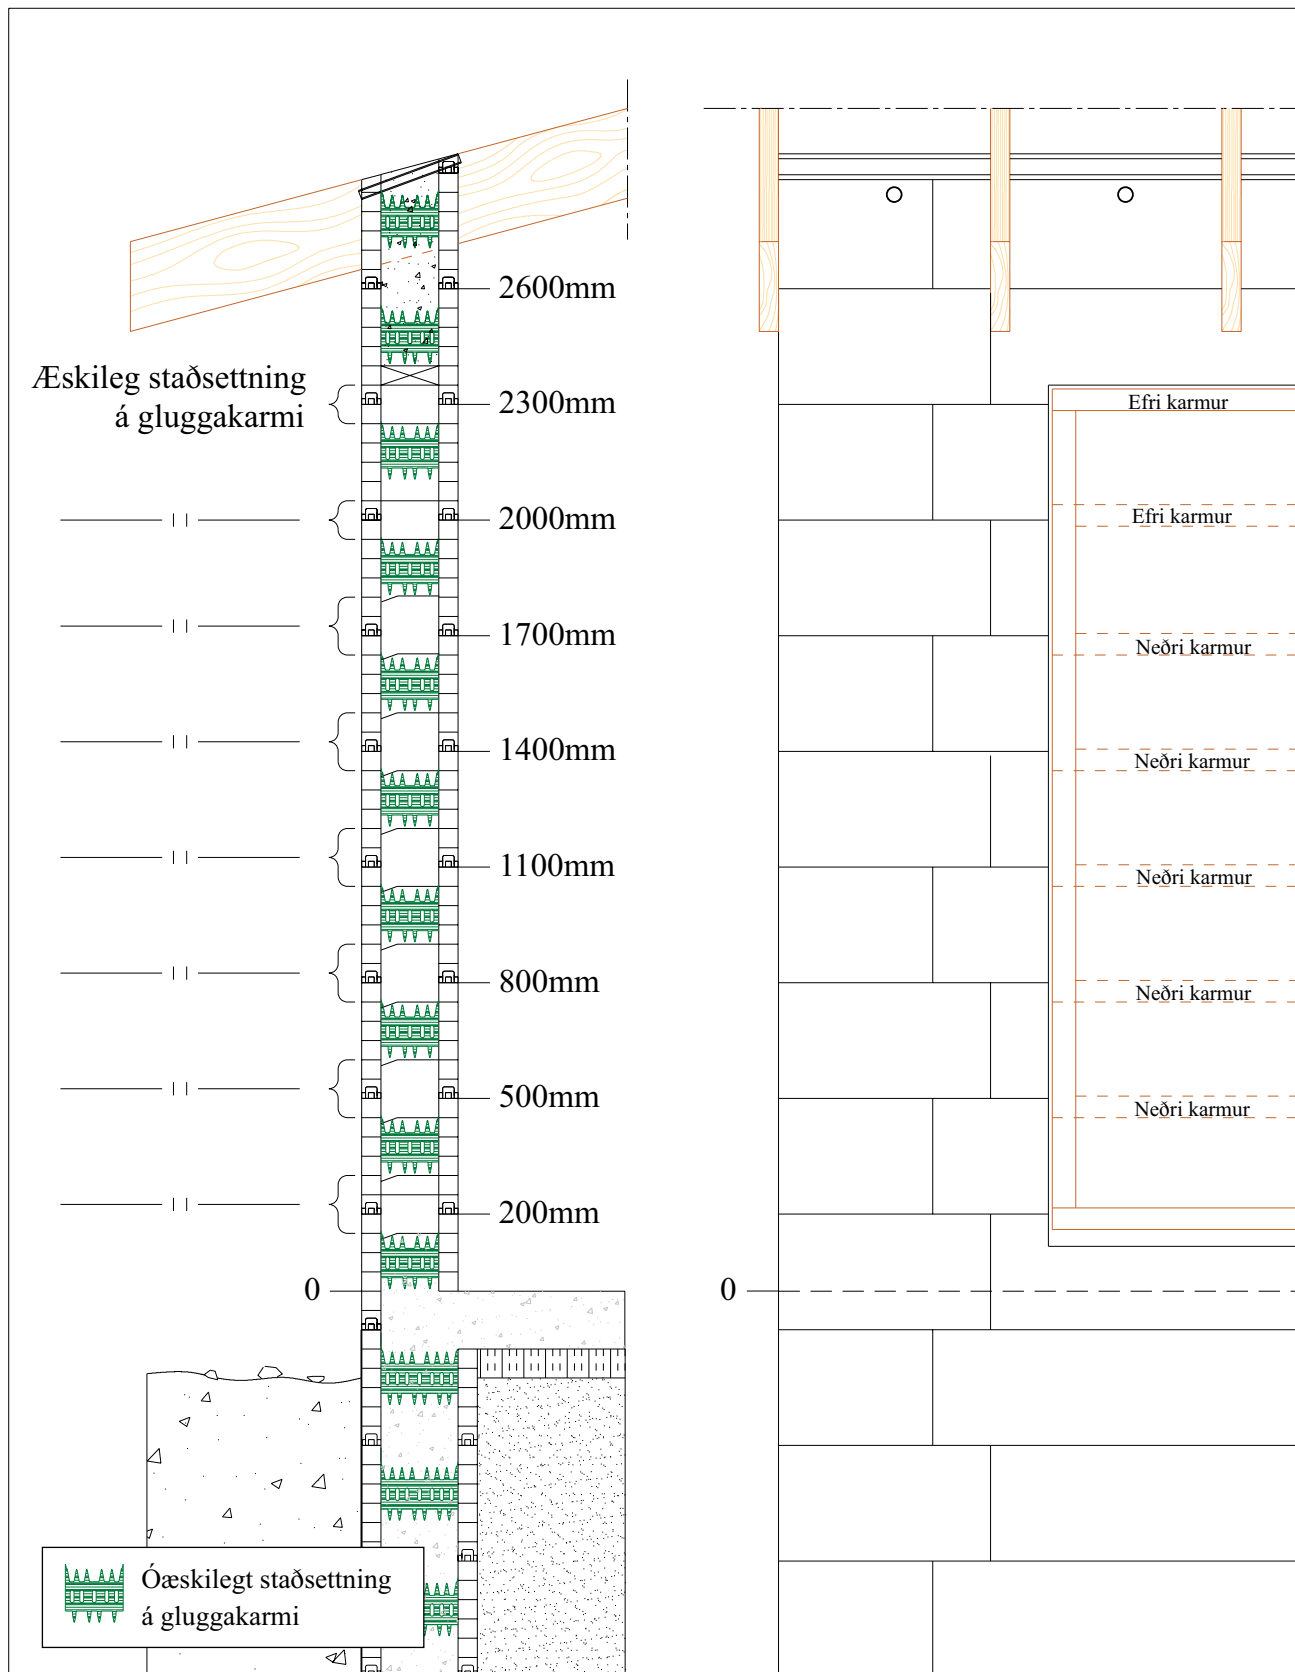 2600mm
Æskileg staðsettning
á gluggakarmi
2300mm
2000mm
1700mm
1400mm
1100mm
800mm
500mm
200mm
0
Óæskilegt staðsettning
á gluggakarmi
Efri karmur
Efri karmur
Neðri karmur
Neðri karmur
Neðri karmur
Neðri karmur
Neðri karmur
0